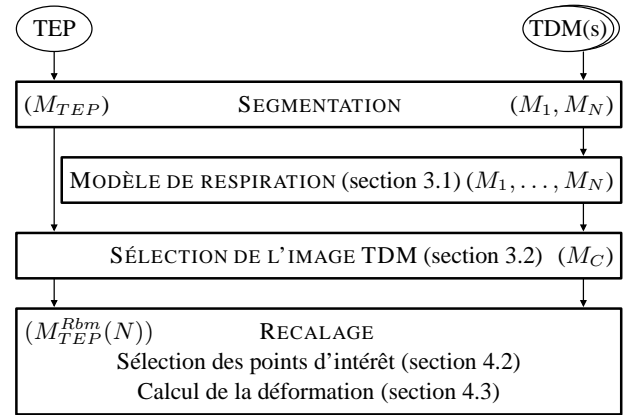 TEP TDM(s)
(M_{TEP}) SEGMENTATION (M_1, M_N)
MODÈLE DE RESPIRATION (section 3.1) (M_1, . . . , M_N)
SÉLECTION DE L'IMAGE TDM (section 3.2) (M_C)
(M_{TEP}^{Rbm}(N)) RECALAGE
Sélection des points d'intérêt (section 4.2)
Calcul de la déformation (section 4.3)